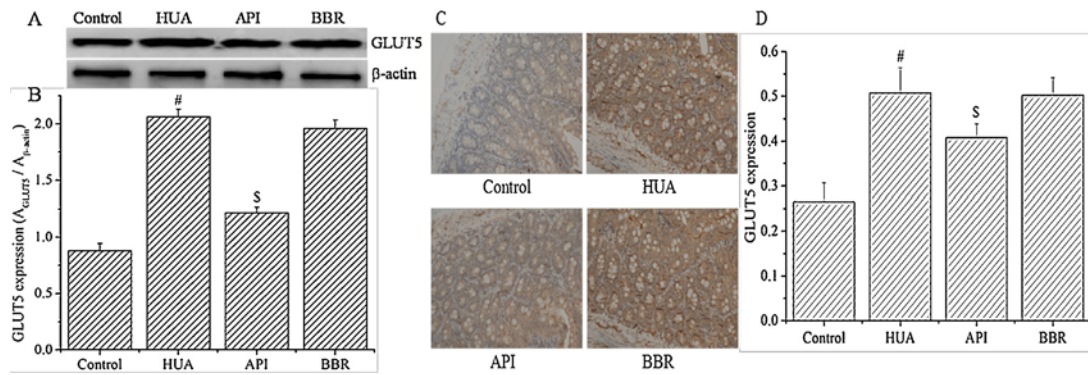 A
Control HUA API BBR
GLUT5
β-actin
B
GLUT5 expression (A GLUT5 / A β-actin)
2.0
1.5
1.0
0.5
0.0
#
$
Control HUA API BBR
C
Control HUA
API BBR
D
GLUT5 expression
0.6
0.5
0.4
0.3
0.2
0.1
0.0
#
$
Control HUA API BBR